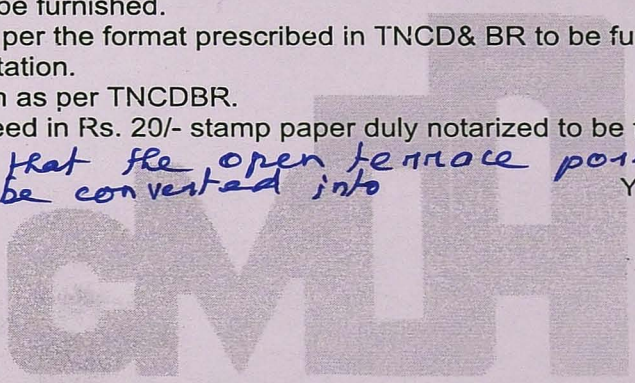 be furnished.
per the format prescribed in TNCD& BR to be fu
tation.
n as per TNCDBR.
eed in Rs. 20/- stamp paper duly notarized to be
that the open terrace por
be converted into
Y
CMDA